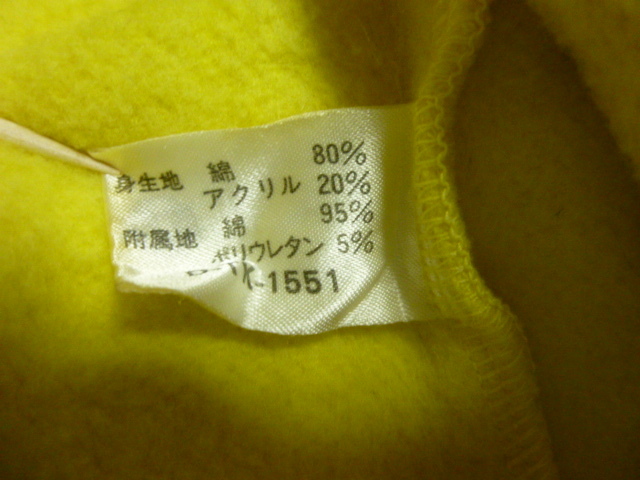 身生地 綿 80%
アクリル 20%
附属地 綿 95%
ポリウレタン 5%
-1551